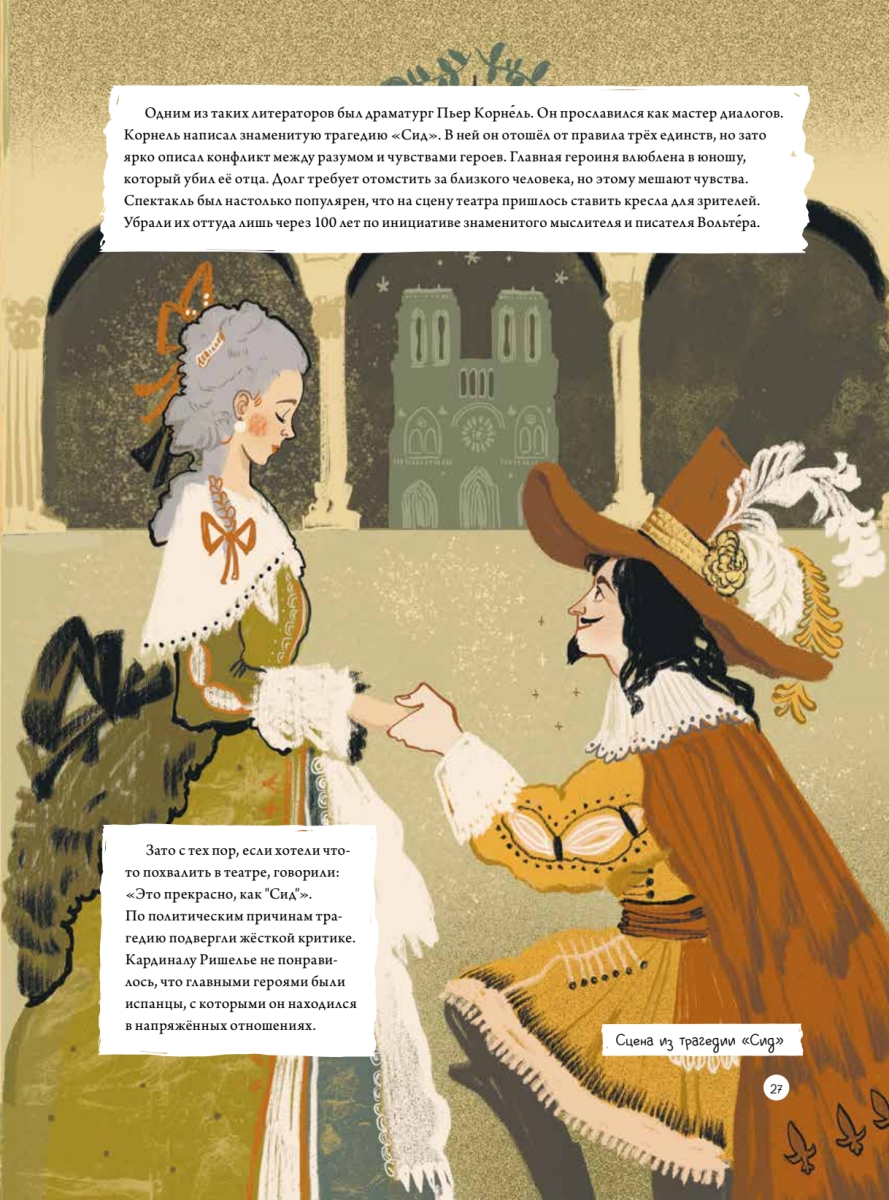 Одним из таких литераторов был драматург Пьер Корне́ль. Он прославился как мастер диалогов.
Корнель написал знаменитую трагедию «Сид». В ней он отошёл от правила трёх единств, но зато
ярко описал конфликт между разумом и чувствами героев. Главная героиня влюблена в юношу,
который убил её отца. Долг требует отомстить за близкого человека, но этому мешают чувства.
Спектакль был настолько популярен, что на сцену театра пришлось ставить кресла для зрителей.
Убрали их оттуда лишь через 100 лет по инициативе знаменитого мыслителя и писателя Вольте́ра.
Зато с тех пор, если хотели что-
то похвалить в театре, говорили:
«Это прекрасно, как "Сид"».
По политическим причинам тра-
гедию подвергли жёсткой критике.
Кардиналу Ришелье не понрави-
лось, что главными героями были
испанцы, с которыми он находился
в напряжённых отношениях.
Сцена из трагедии «Сид»
27